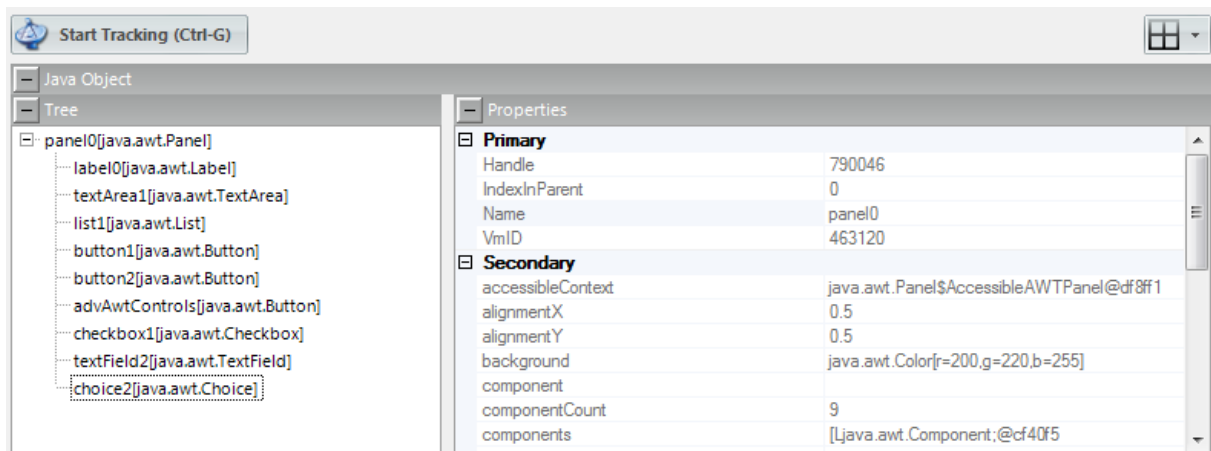 Start Tracking (Ctrl-G)
Java Object
Tree
panel0[java.awt.Panel]
label0[java.awt.Label]
textArea1[java.awt.TextArea]
list1[java.awt.List]
button1[java.awt.Button]
button2[java.awt.Button]
advAwtControls[java.awt.Button]
checkbox1[java.awt.Checkbox]
textField2[java.awt.TextField]
choice2[java.awt.Choice]
Properties
Primary
Handle 790046
IndexInParent 0
Name panel0
VmID 463120
Secondary
accessibleContext java.awt.Panel$AccessibleAWTPanel@df8ff1
alignmentX 0.5
alignmentY 0.5
background java.awt.Color[r=200,g=220,b=255]
component
componentCount 9
components [Ljava.awt.Component;@cf40f5